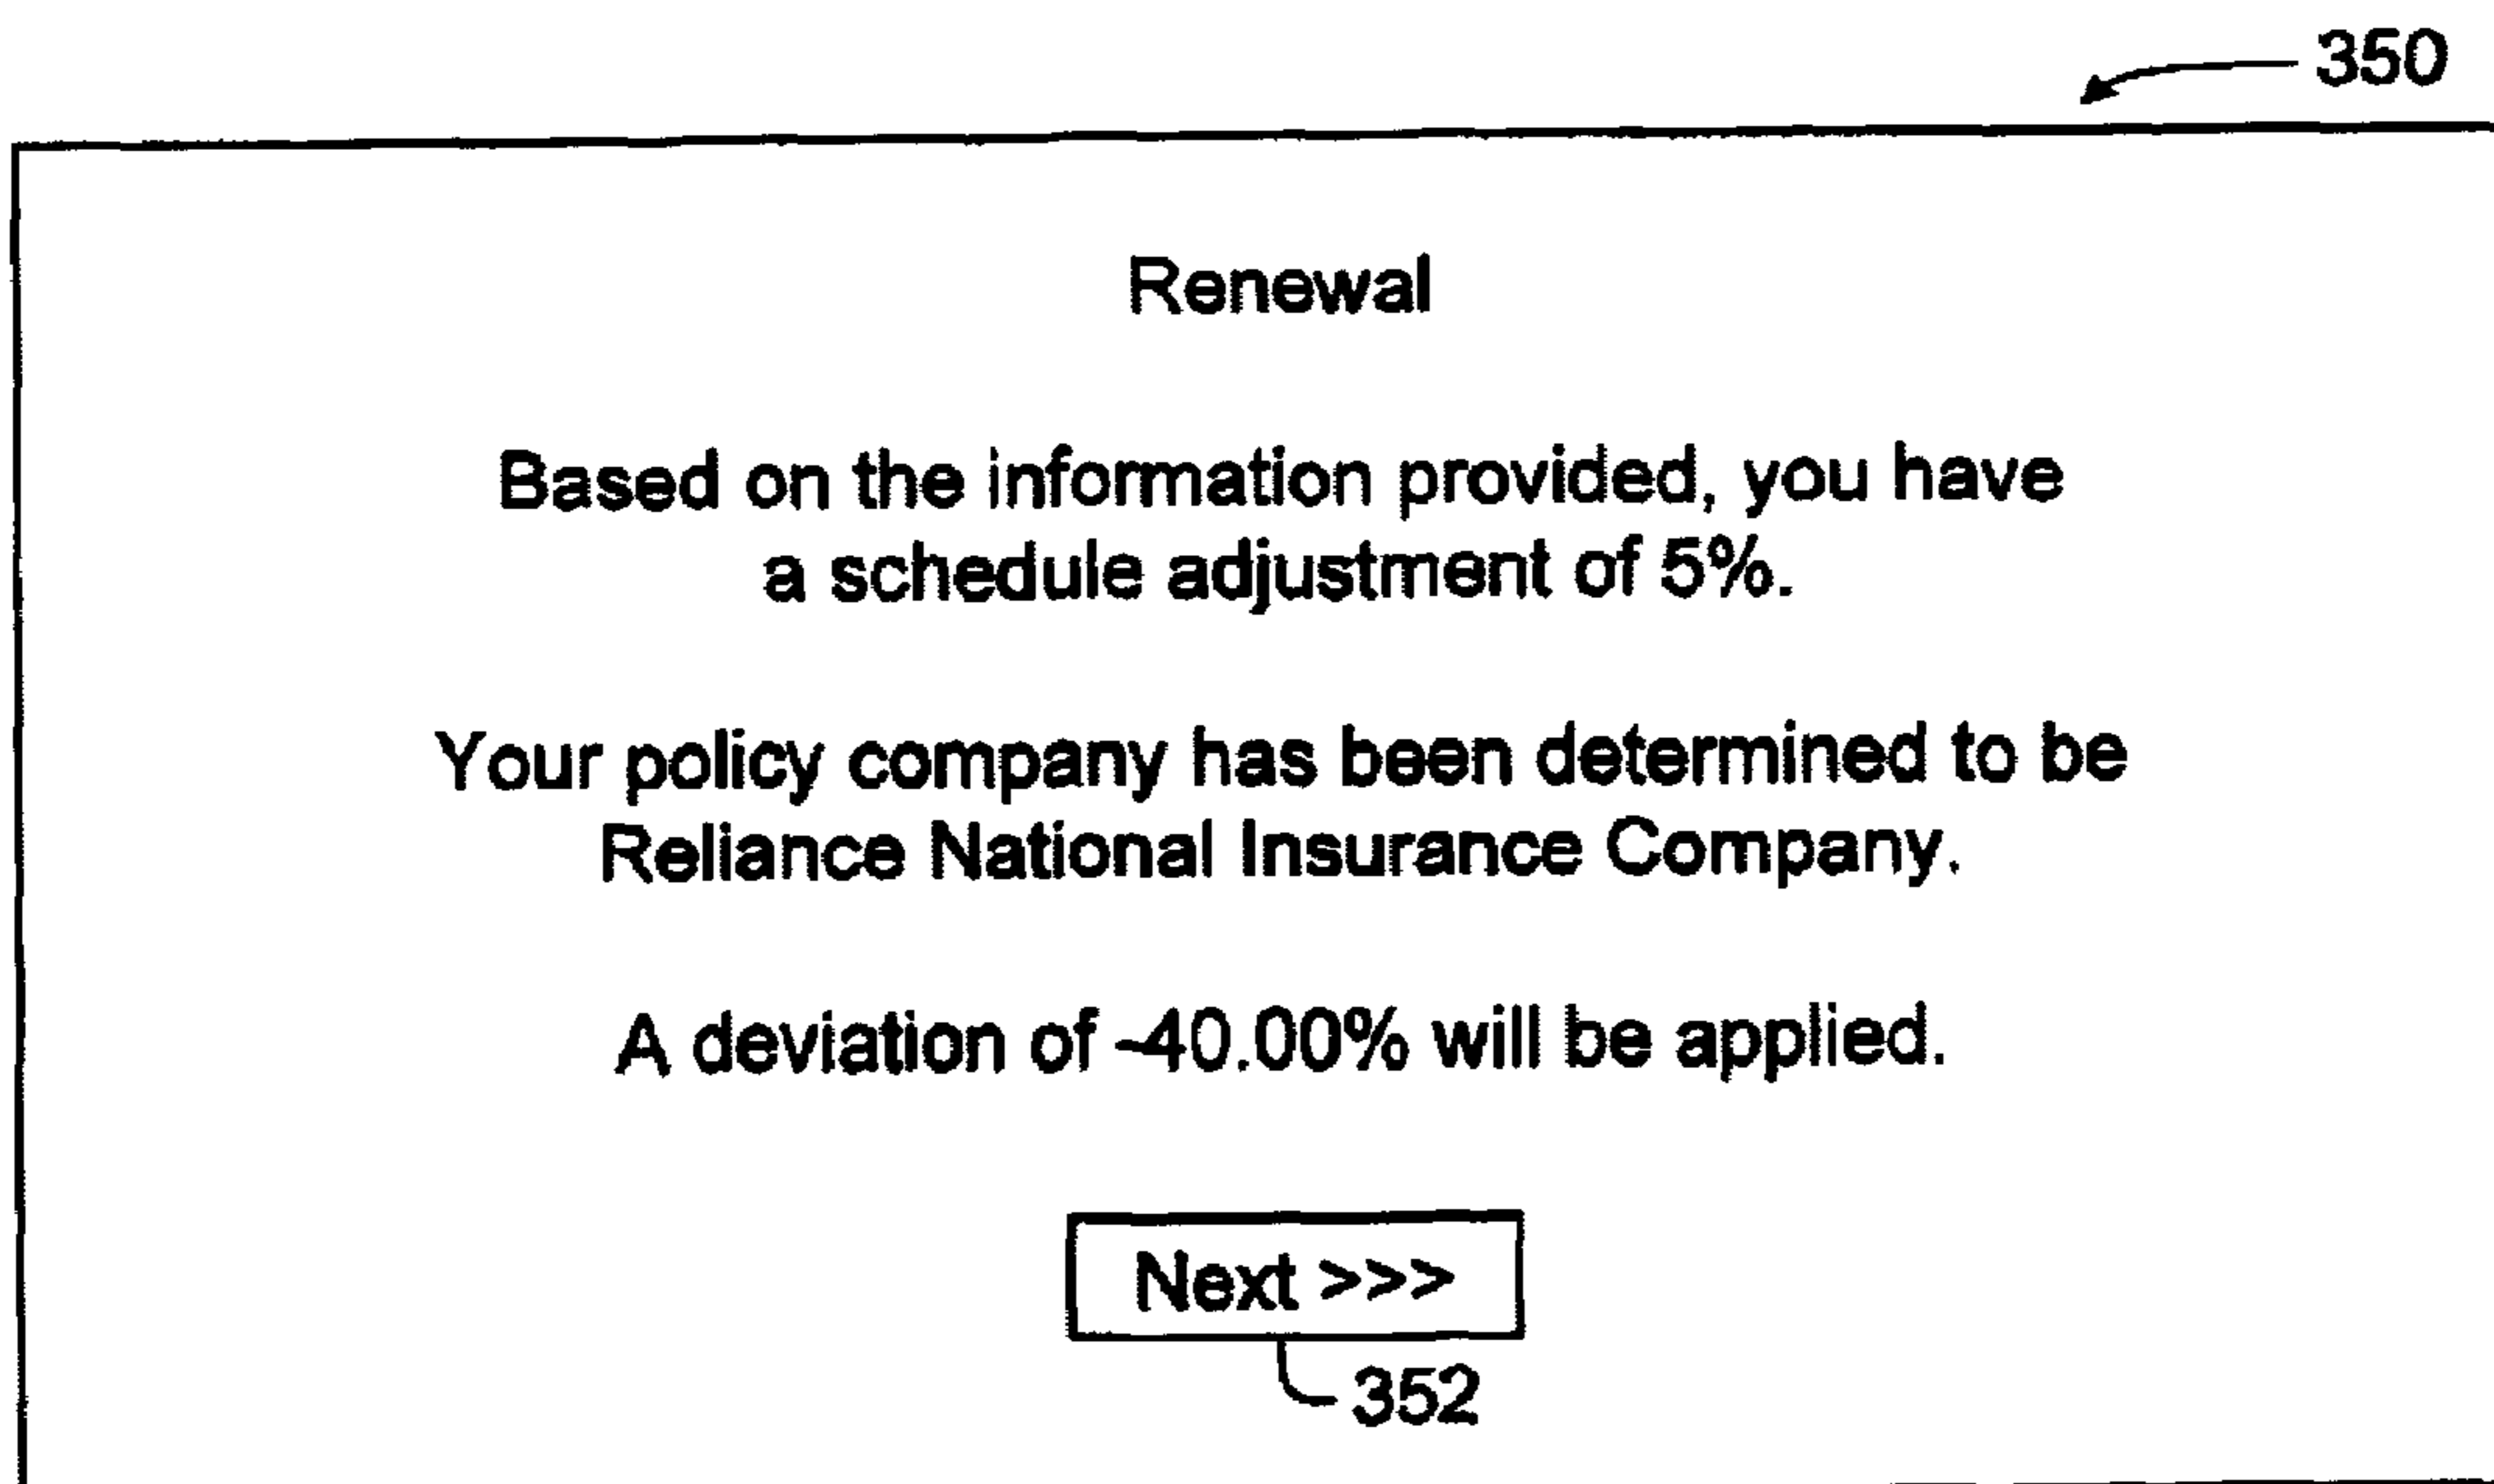 350
Renewal
Based on the information provided, you have
a schedule adjustment of 5%.
Your policy company has been determined to be
Reliance National Insurance Company.
A deviation of -40.00% will be applied.
Next >>>
352